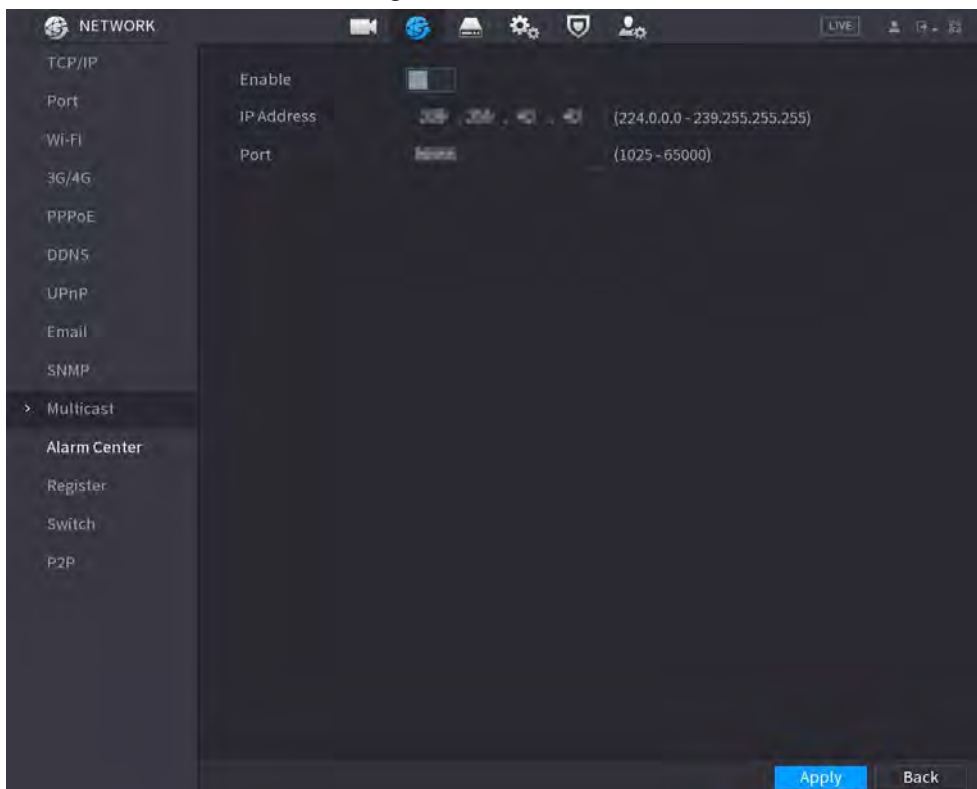 NETWORK
LIVE
TCP/IP
Port
Wi-Fi
3G/4G
PPPoE
DDNS
UPnP
Email
SNMP
> Multicast
Alarm Center
Register
Switch
P2P
Enable
IP Address (224.0.0.0 - 239.255.255.255)
Port (1025 - 65000)
Apply Back